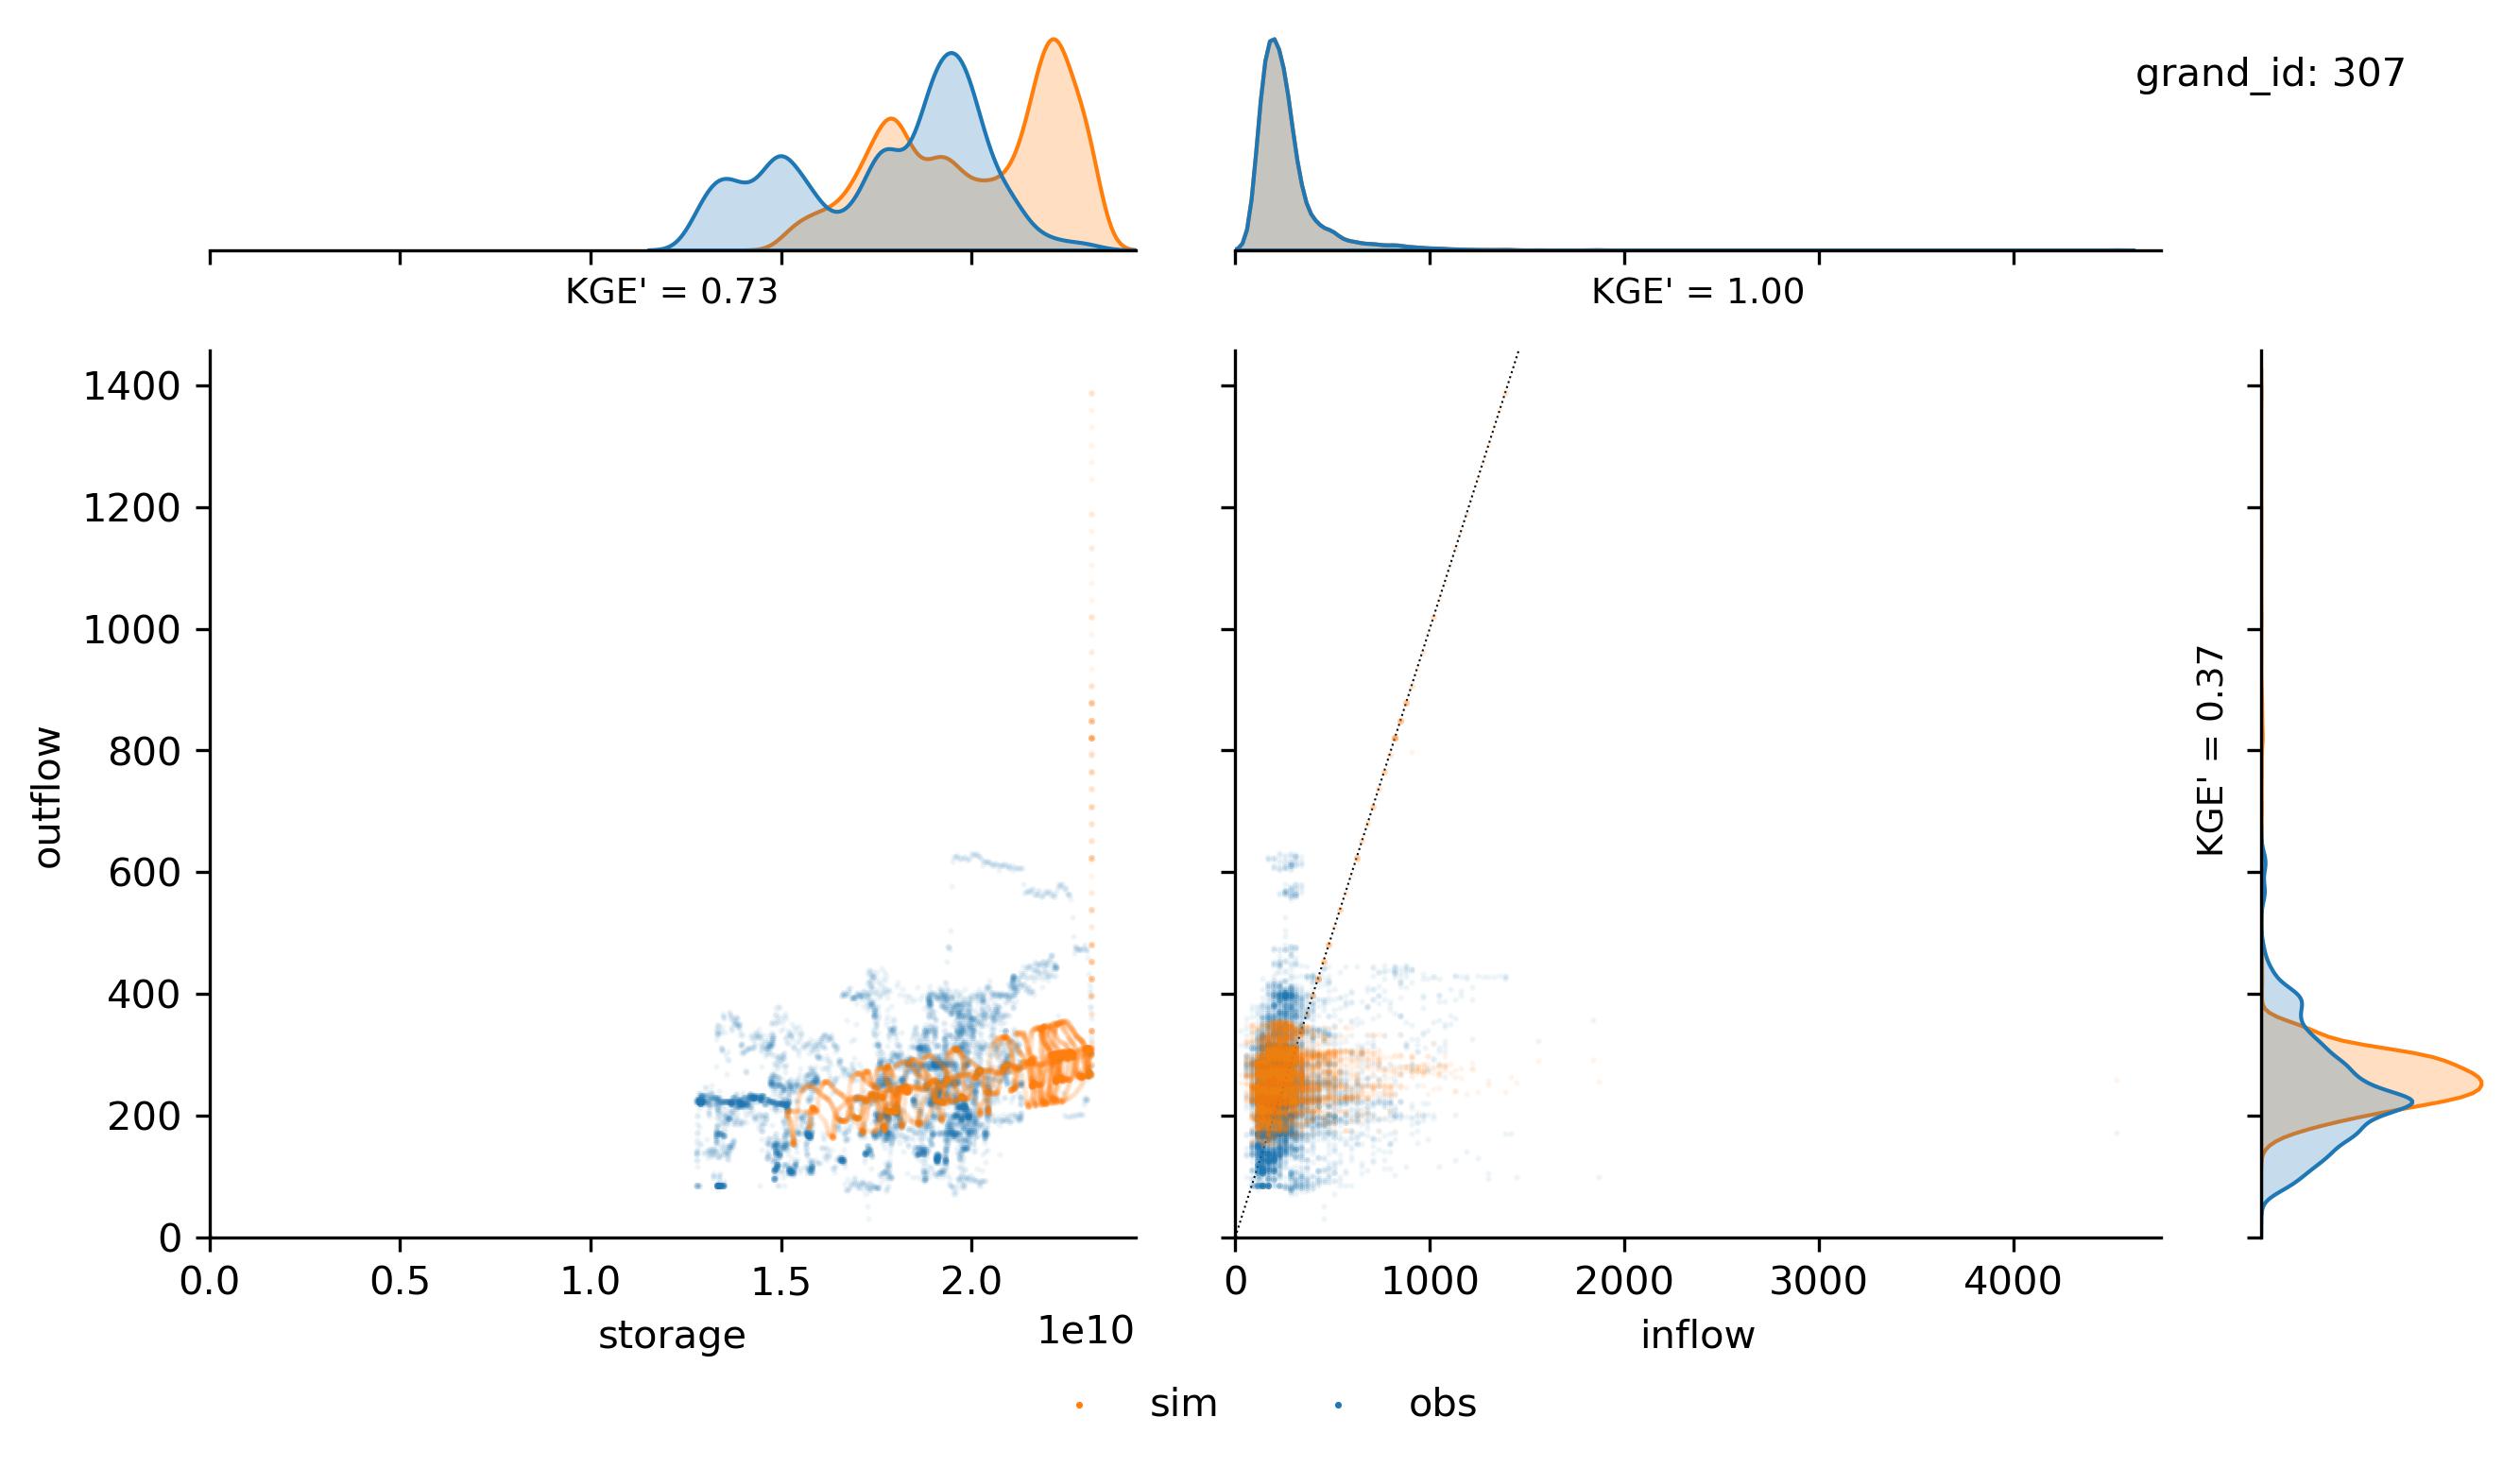 grand_id: 307
KGE' = 0.73
KGE' = 1.00
1400
1200
1000
800
600
400
200
0
outflow
KGE' = 0.37
0.0 0.5 1.0 1.5 2.0
1e10
storage
0 1000 2000 3000 4000
inflow
sim obs